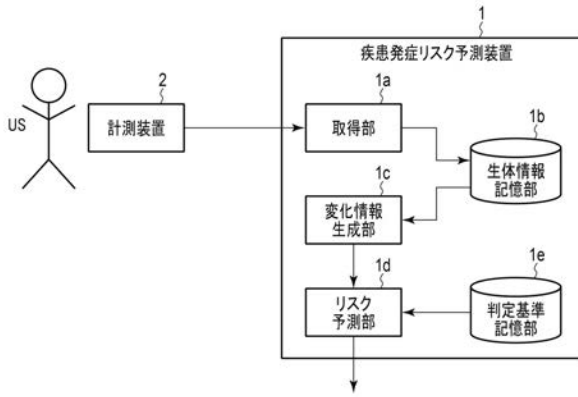 1
疾患発症リスク予測装置
2
1a
US
計測装置
取得部
1b
生体情報
記憶部
1c
変化情報
生成部
1d
1e
リスク
予測部
判定基準
記憶部